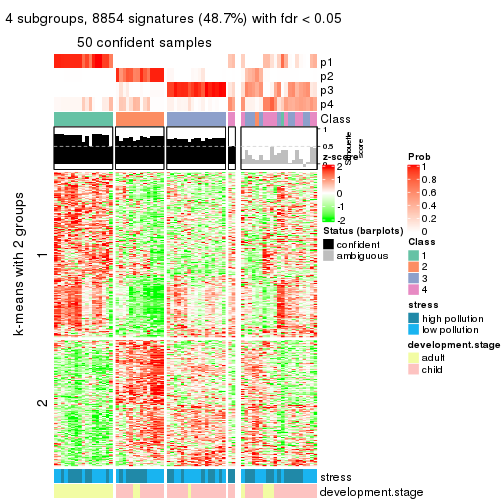 4 subgroups, 8854 signatures (48.7%) with fdr < 0.05
50 confident samples
p1
p2
p3
p4
Class
1
0.5
0
Silhouette score
k-means with 2 groups
1
2
z-score
2
1
0
-1
-2
Status (barplots)
confident
ambiguous
Prob
1
0.8
0.6
0.4
0.2
0
Class
1
2
3
4
stress
high pollution
low pollution
development.stage
adult
child
stress
development.stage